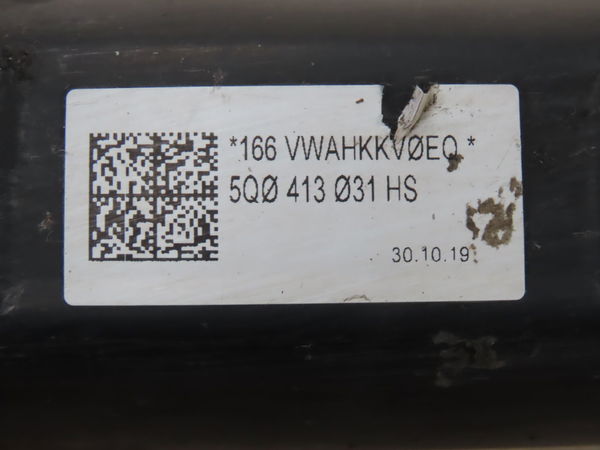 *166 VWAHKKVØEQ *
5QØ 413 Ø31 HS
30.10.19